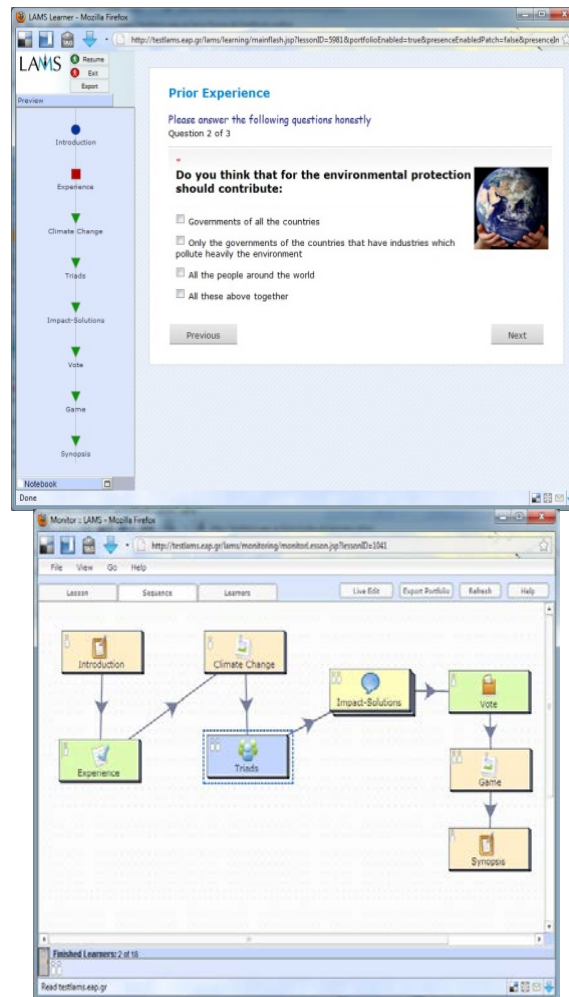 LAMS Learner - Mozilla Firefox
http://testlams.eap.gr/lams/learning/mainflash.jsp?lessonID=5981&portfolioEnabled=true&presenceEnabledPatch=false&presenceIn
LAMS
Resume
Exit
Export
Preview
Introduction
Experience
Climate Change
Triads
Impact-Solutions
Vote
Game
Synopsis
Notebook
Done
Prior Experience
Please answer the following questions honestly
Question 2 of 3
*
Do you think that for the environmental protection
should contribute:
Governments of all the countries
Only the governments of the countries that have industries which
pollute heavily the environment
All the people around the world
All these above together
Previous
Next
Monitor :: LAMS - Mozilla Firefox
http://testlams.eap.gr/lams/monitoring/monitorLesson.jsp?lessonID=1041
File View Go Help
Lesson Sequence Learners Live Edit Export Portfolio Refresh Help
Introduction
Climate Change
Impact-Solutions
Vote
Experience
Triads
Game
Synopsis
Finished Learners: 2 of 18
Read testlams.eap.gr